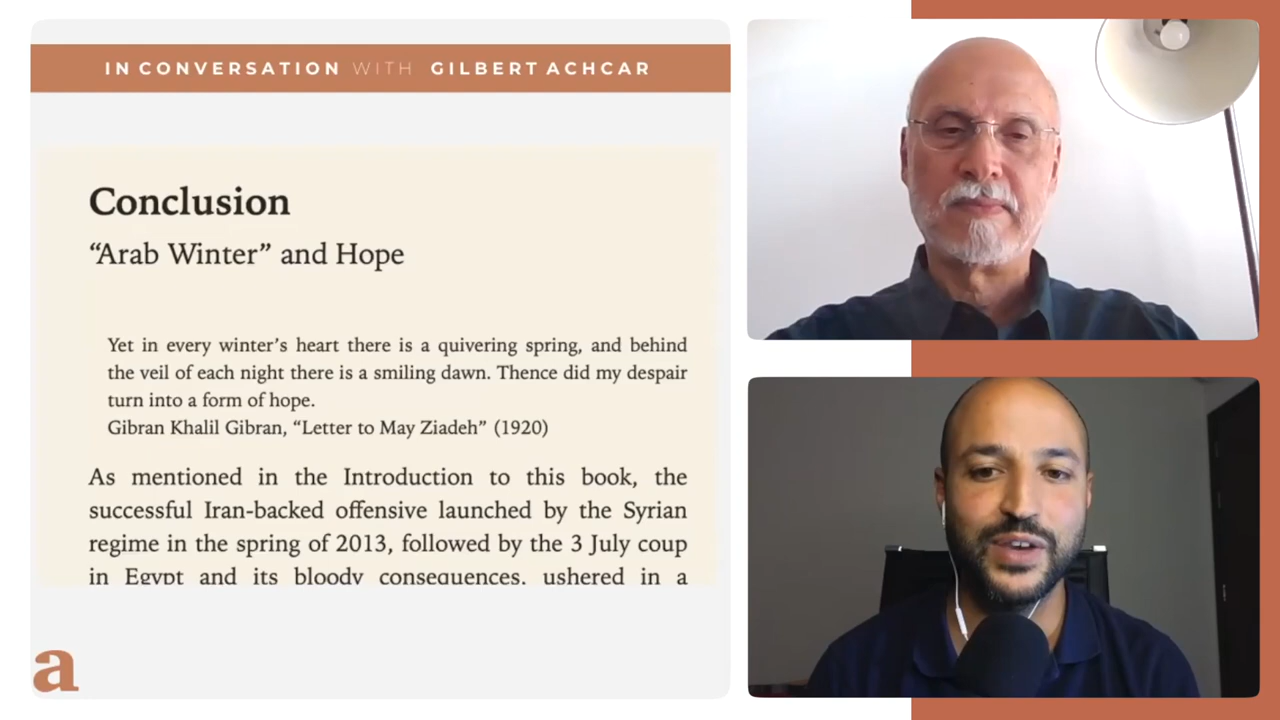 IN CONVERSATION WITH GILBERT ACHCAR
Conclusion
“Arab Winter” and Hope
Yet in every winter’s heart there is a quivering spring, and behind
the veil of each night there is a smiling dawn. Thence did my despair
turn into a form of hope.
Gibran Khalil Gibran, “Letter to May Ziadeh” (1920)
As mentioned in the Introduction to this book, the
successful Iran-backed offensive launched by the Syrian
regime in the spring of 2013, followed by the 3 July coup
in Egypt and its bloody consequences, ushered in a
a